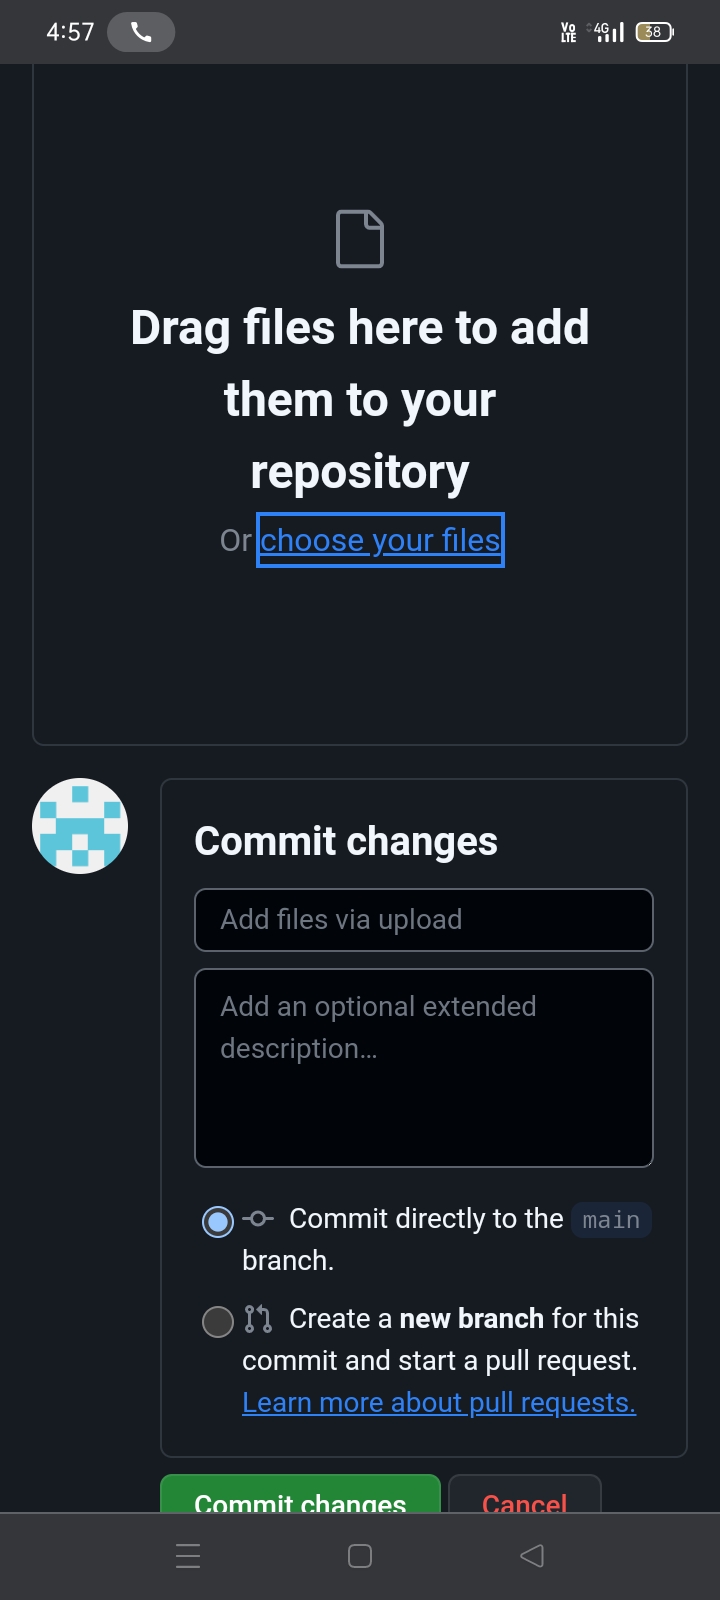 4:57
Vo LTE 4G 38
Drag files here to add
them to your
repository
Or choose your files
Commit changes
Add files via upload
Add an optional extended
description…
Commit directly to the main
branch.
Create a new branch for this
commit and start a pull request.
Learn more about pull requests.
Commit changes Cancel